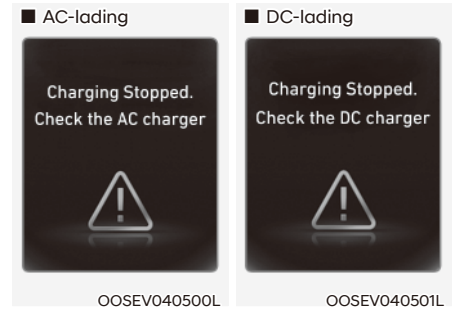 ■ AC-lading
Charging Stopped.
Check the AC charger
OOSEV040500L
■ DC-lading
Charging Stopped.
Check the DC charger
OOSEV040501L